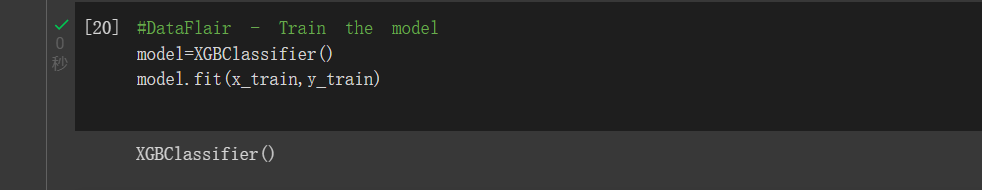 [20] #DataFlair - Train the model
0 model=XGBClassifier()
秒 model.fit(x_train,y_train)
XGBClassifier()